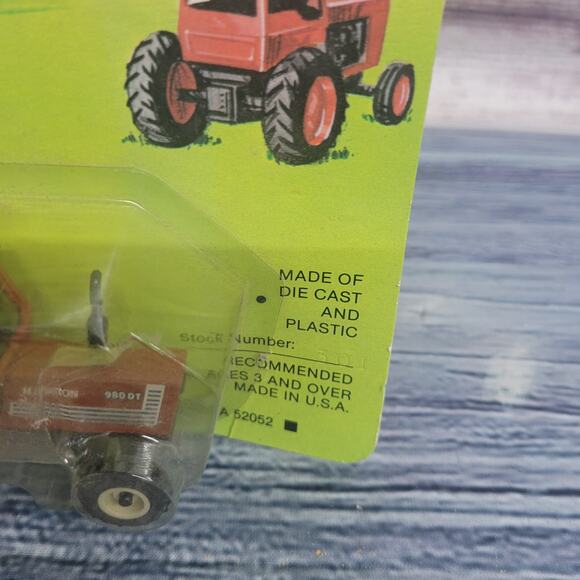 MADE OF
DIE CAST
AND
PLASTIC
Stock Number:
RECOMMENDED
AGES 3 AND OVER
MADE IN U.S.A.
A 52052
980 DT